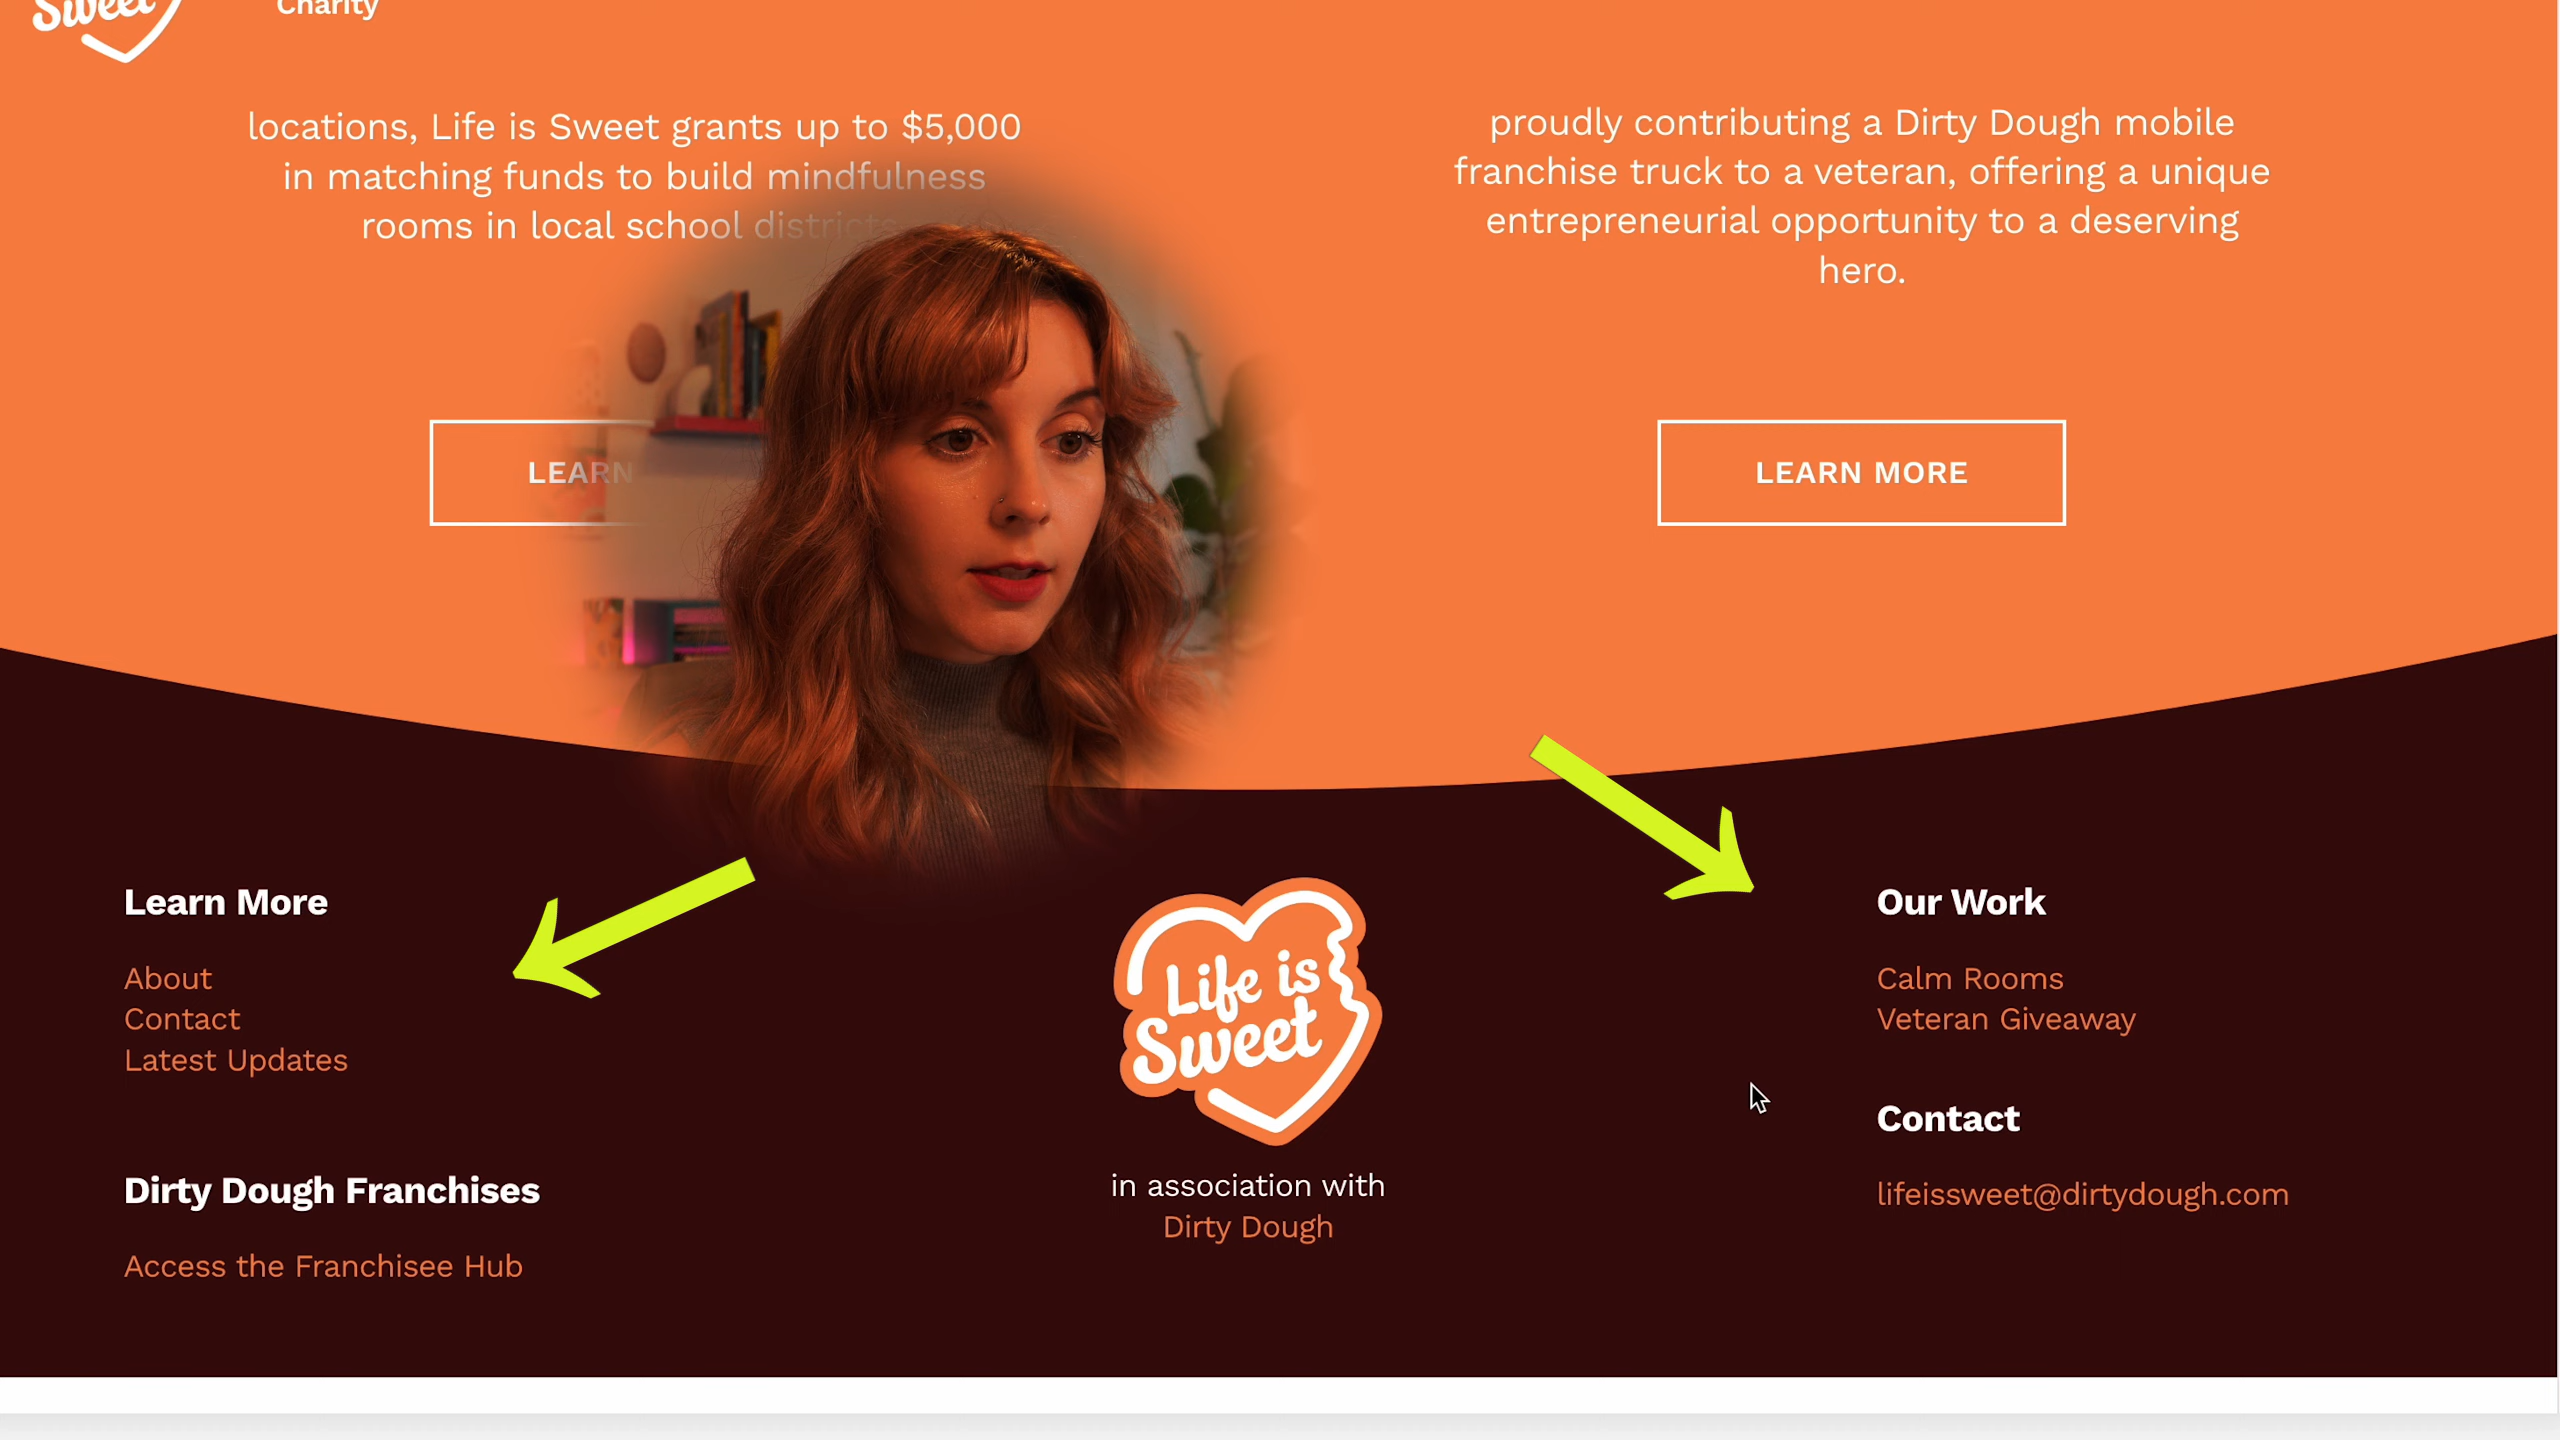 Sweet
Charity
locations, Life is Sweet grants up to $5,000
in matching funds to build mindfulness
rooms in local school districts
LEARN
proudly contributing a Dirty Dough mobile
franchise truck to a veteran, offering a unique
entrepreneurial opportunity to a deserving
hero.
LEARN MORE
Learn More
About
Contact
Latest Updates
Dirty Dough Franchises
Access the Franchisee Hub
Life is
Sweet
in association with
Dirty Dough
Our Work
Calm Rooms
Veteran Giveaway
Contact
lifeissweet@dirtydough.com